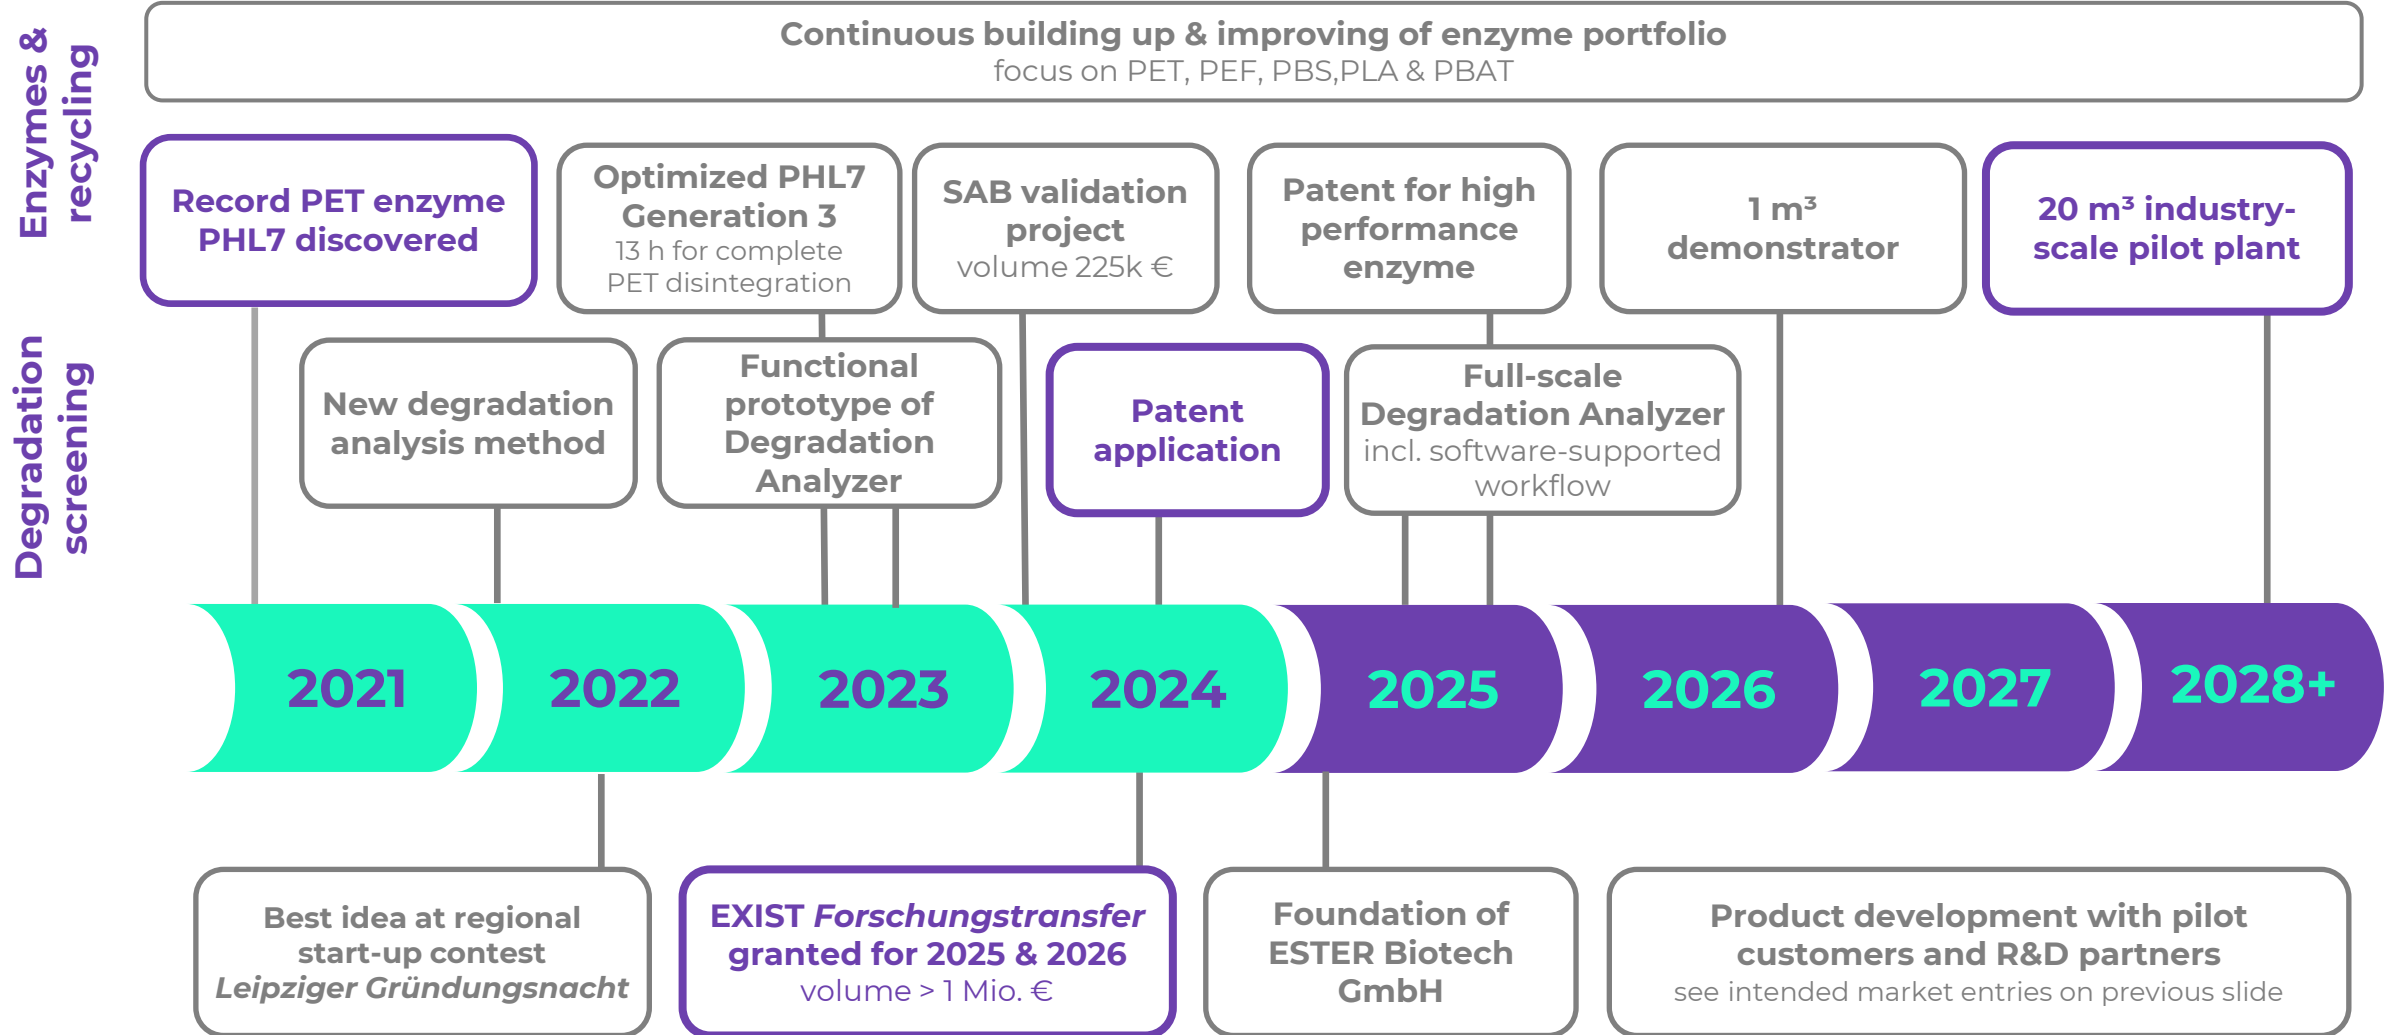 Enzymes &
recycling
Continuous building up & improving of enzyme portfolio
focus on PET, PEF, PBS,PLA & PBAT
Record PET enzyme
PHL7 discovered
Optimized PHL7
Generation 3
13 h for complete
PET disintegration
SAB validation
project
volume 225k €
Patent for high
performance
enzyme
1 m³
demonstrator
20 m³ industry-
scale pilot plant
Degradation
screening
New degradation
analysis method
Functional
prototype of
Degradation
Analyzer
Patent
application
Full-scale
Degradation Analyzer
incl. software-supported
workflow
2021
2022
2023
2024
2025
2026
2027
2028+
Best idea at regional
start-up contest
Leipziger Gründungsnacht
EXIST Forschungstransfer
granted for 2025 & 2026
volume > 1 Mio. €
Foundation of
ESTER Biotech
GmbH
Product development with pilot
customers and R&D partners
see intended market entries on previous slide